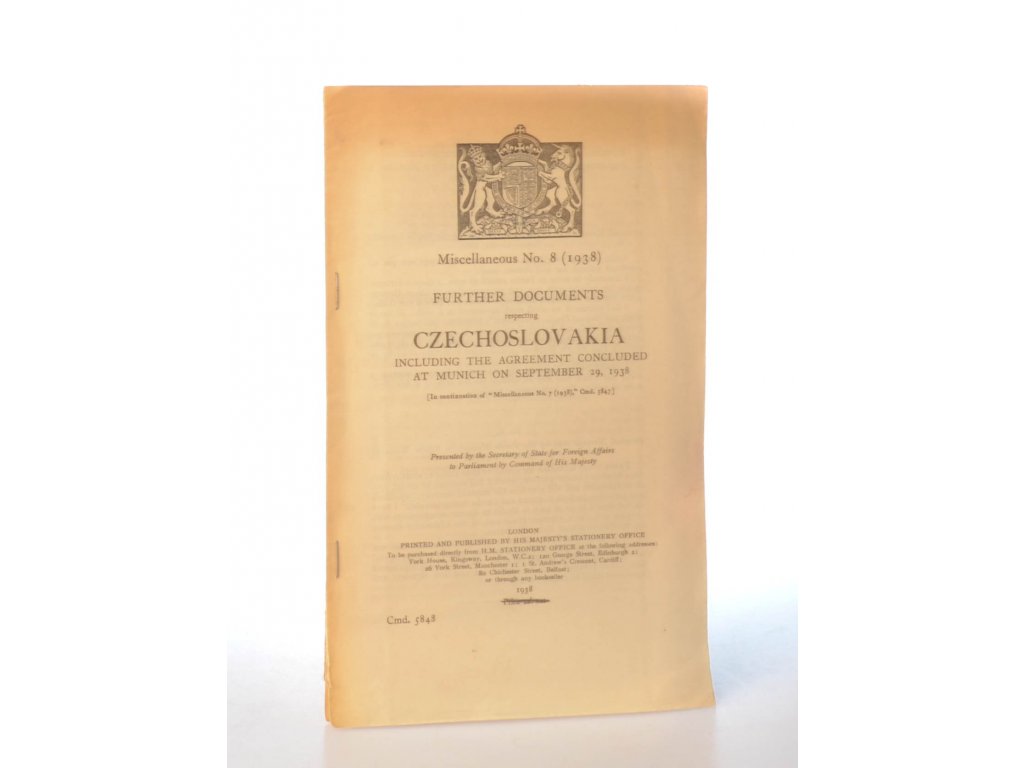 Miscellaneous No. 8 (1938)
FURTHER DOCUMENTS
respecting
CZECHOSLOVAKIA
INCLUDING THE AGREEMENT CONCLUDED
AT MUNICH ON SEPTEMBER 29, 1938
[In continuation of "Miscellaneous No. 7 (1938)," Cmd. 5847]
Presented by the Secretary of State for Foreign Affairs
to Parliament by Command of His Majesty
LONDON
PRINTED AND PUBLISHED BY HIS MAJESTY'S STATIONERY OFFICE
To be purchased directly from H.M. STATIONERY OFFICE at the following addresses:
York House, Kingsway, London, W.C.2; 120 George Street, Edinburgh 2;
26 York Street, Manchester 1; 1 St. Andrew's Crescent, Cardiff;
80 Chichester Street, Belfast;
or through any bookseller
1938
Price
Cmd. 5848